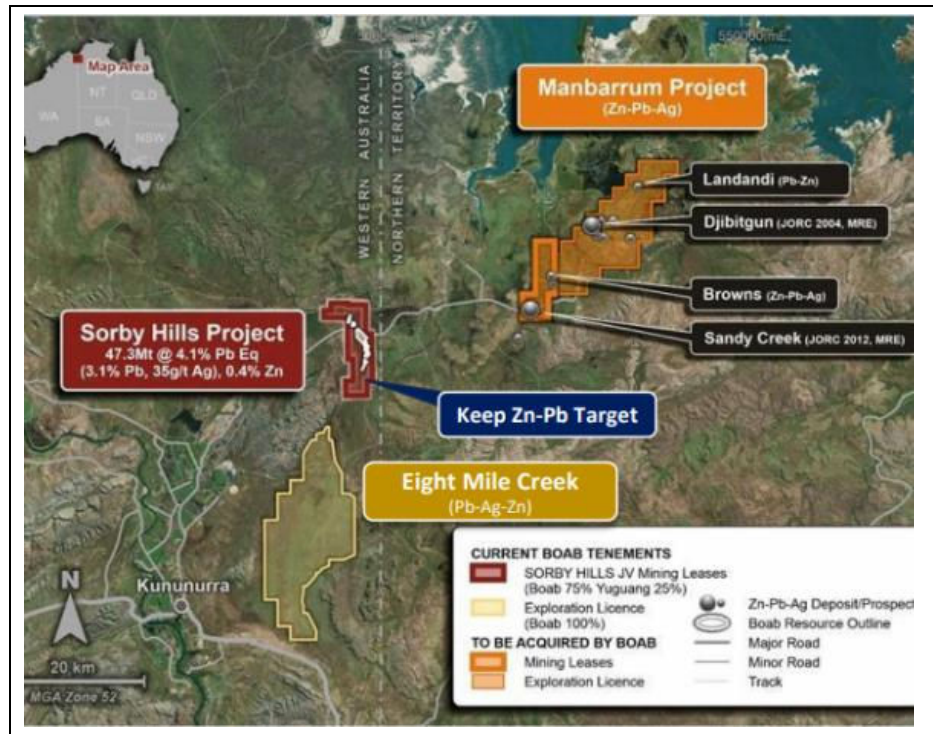 550000mE
Map Area
NT
QLD
WA
SA
NSW
TAS
WESTERN AUSTRALIA
NORTHERN TERRITORY
Manbarrum Project
(Zn-Pb-Ag)
Landandi (Pb-Zn)
Djibitgun (JORC 2004, MRE)
Browns (Zn-Pb-Ag)
Sandy Creek (JORC 2012, MRE)
Sorby Hills Project
47.3Mt @ 4.1% Pb Eq
(3.1% Pb, 35g/t Ag), 0.4% Zn
Keep Zn-Pb Target
Eight Mile Creek
(Pb-Ag-Zn)
Kununurra
N
20 km
MGA Zone 52
CURRENT BOAB TENEMENTS
SORBY HILLS JV Mining Leases
(Boab 75% Yuguang 25%)
Exploration Licence
(Boab 100%)
TO BE ACQUIRED BY BOAB
Mining Leases
Exploration Licence
Zn-Pb-Ag Deposit/Prospect
Boab Resource Outline
Major Road
Minor Road
Track